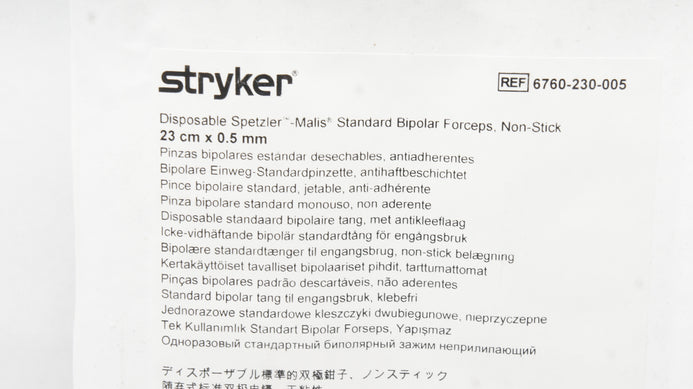 stryker®
REF 6760-230-005
Disposable Spetzler™-Malis® Standard Bipolar Forceps, Non-Stick
23 cm x 0.5 mm
Pinzas bipolares estándar desechables, antiadherentes
Bipolare Einweg-Standardpinzette, antihaftbeschichtet
Pince bipolaire standard, jetable, anti-adhérente
Pinza bipolare standard monouso, non aderente
Disposable standaard bipolaire tang, met antikleeflaag
Icke-vidhäftande bipolär standardtång för engångsbruk
Bipolære standardtænger til engangsbrug, non-stick belægning
Kertakäyttöiset tavalliset bipolaariset pihdit, tarttumattomat
Pinças bipolares padrão descartáveis, não aderentes
Standard bipolar tang til engangsbruk, klebefri
Jednorazowe standardowe kleszczyki dwubiegunowe, nieprzyczepne
Tek Kullanımlık Standart Bipolar Forseps, Yapışmaz
Одноразовый стандартный биполярный зажим неприлипающий
ディスポーザブル標準的双極鉗子、ノンスティック